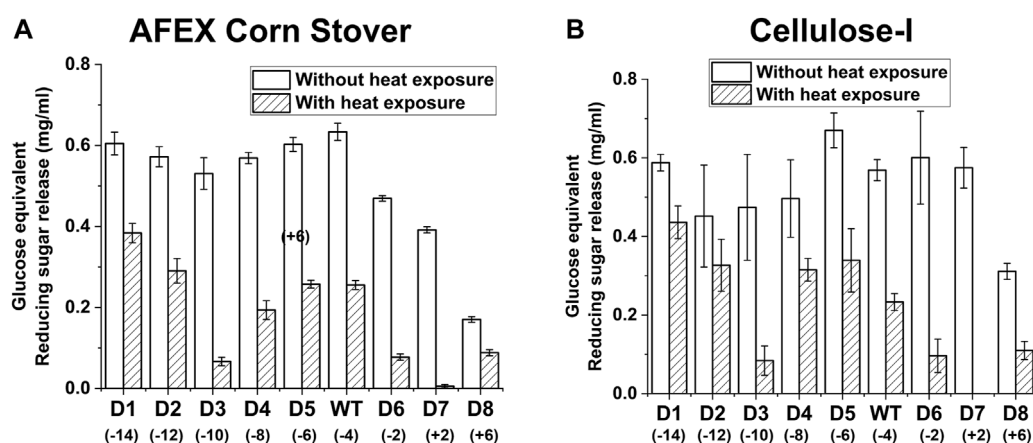 A AFEX Corn Stover
Without heat exposure
With heat exposure
Glucose equivalent
Reducing sugar release (mg/ml)
0.8
0.6
0.4
0.2
0.0
(+6)
D1 D2 D3 D4 D5 WT D6 D7 D8
(-14) (-12) (-10) (-8) (-6) (-4) (-2) (+2) (+6)
B Cellulose-I
Without heat exposure
With heat exposure
Glucose equivalent
Reducing sugar release (mg/ml)
0.8
0.6
0.4
0.2
0.0
D1 D2 D3 D4 D5 WT D6 D7 D8
(-14) (-12) (-10) (-8) (-6) (-4) (-2) (+2) (+6)